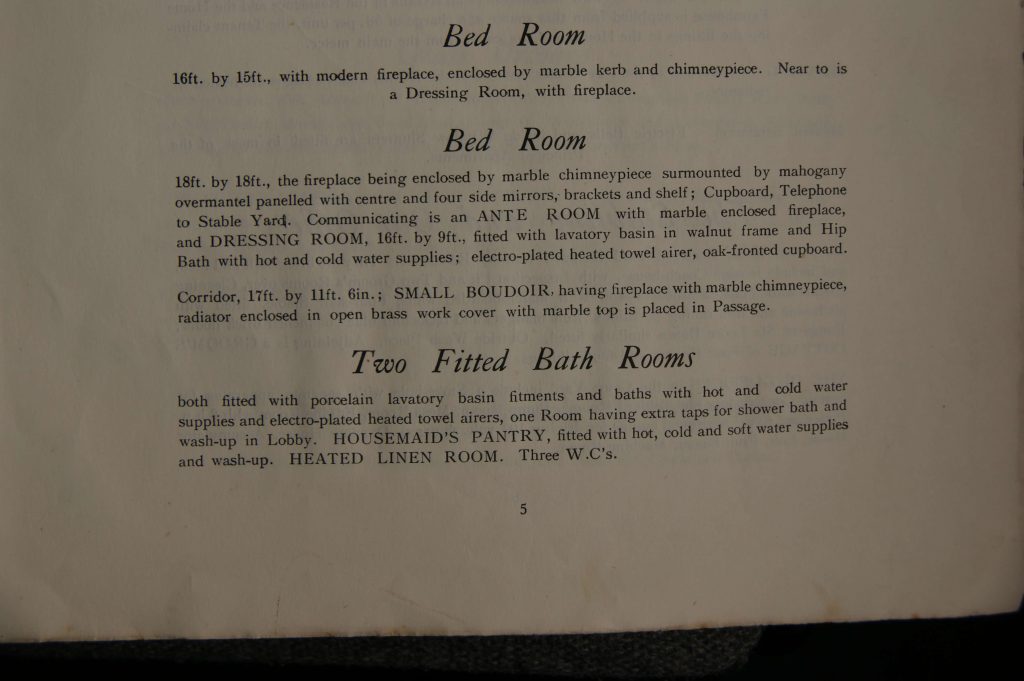 Bed Room
16ft. by 15ft., with modern fireplace, enclosed by marble kerb and chimneypiece. Near to is
a Dressing Room, with fireplace.
Bed Room
18ft. by 18ft., the fireplace being enclosed by marble chimneypiece surmounted by mahogany
overmantel panelled with centre and four side mirrors, brackets and shelf; Cupboard, Telephone
to Stable Yard. Communicating is an ANTE ROOM with marble enclosed fireplace,
and DRESSING ROOM, 16ft. by 9ft., fitted with lavatory basin in walnut frame and Hip
Bath with hot and cold water supplies; electro-plated heated towel airer, oak-fronted cupboard.
Corridor, 17ft. by 11ft. 6in.; SMALL BOUDOIR, having fireplace with marble chimneypiece,
radiator enclosed in open brass work cover with marble top is placed in Passage.
Two Fitted Bath Rooms
both fitted with porcelain lavatory basin fitments and baths with hot and cold water
supplies and electro-plated heated towel airers, one Room having extra taps for shower bath and
wash-up in Lobby. HOUSEMAID'S PANTRY, fitted with hot, cold and soft water supplies
and wash-up. HEATED LINEN ROOM. Three W.C's.
5